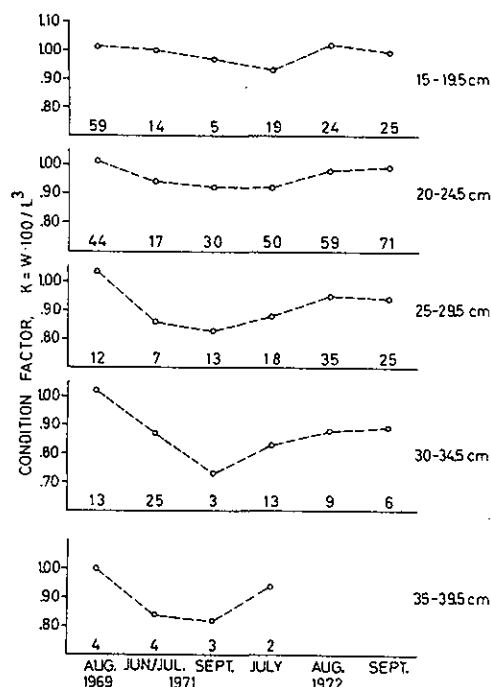 CONDITION FACTOR, K = W·100/L³
1.10
1.00
.90
.80
59 14 5 19 24 25
15-19.5 cm
1.00
.90
.80
44 17 30 50 59 71
20-24.5 cm
1.00
.90
.80
12 7 13 18 35 25
25-29.5 cm
1.00
.90
.80
.70
13 25 3 13 9 6
30-34.5 cm
1.00
.90
.80
4 4 3 2
35-39.5 cm
AUG. JUN/JUL. SEPT. JULY AUG. SEPT.
1969 1971 1972